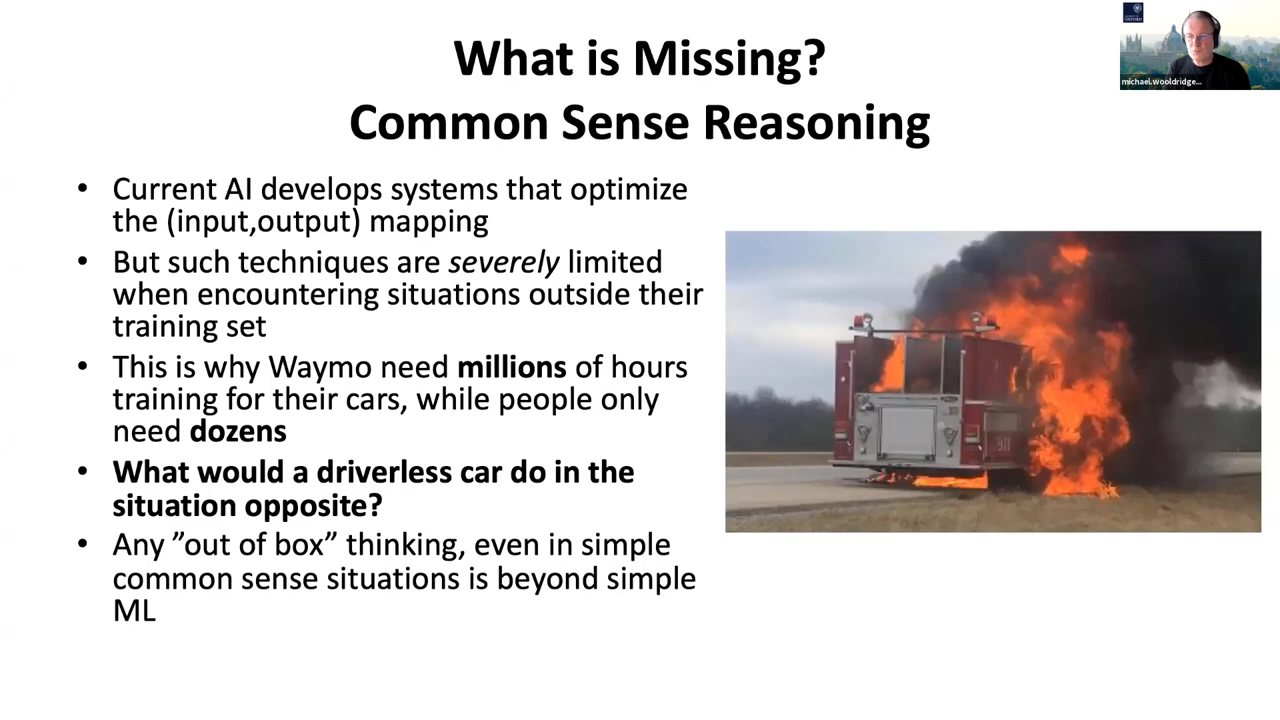 What is Missing?
Common Sense Reasoning
• Current AI develops systems that optimize
the (input,output) mapping
• But such techniques are severely limited
when encountering situations outside their
training set
• This is why Waymo need millions of hours
training for their cars, while people only
need dozens
• What would a driverless car do in the
situation opposite?
• Any ”out of box” thinking, even in simple
common sense situations is beyond simple
ML
911
OXFORD
michael.wooldridge...